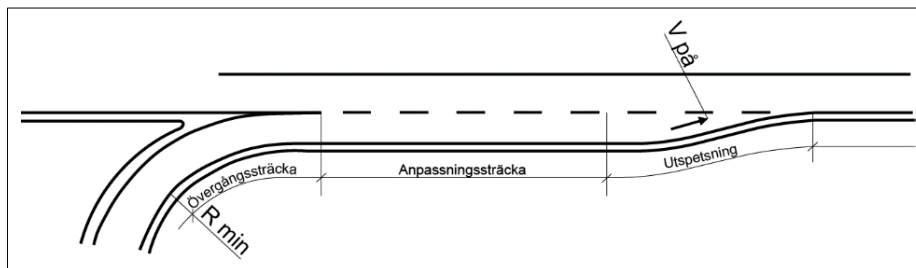 V på
Övergångssträcka
Anpassningssträcka
Utspetsning
R min